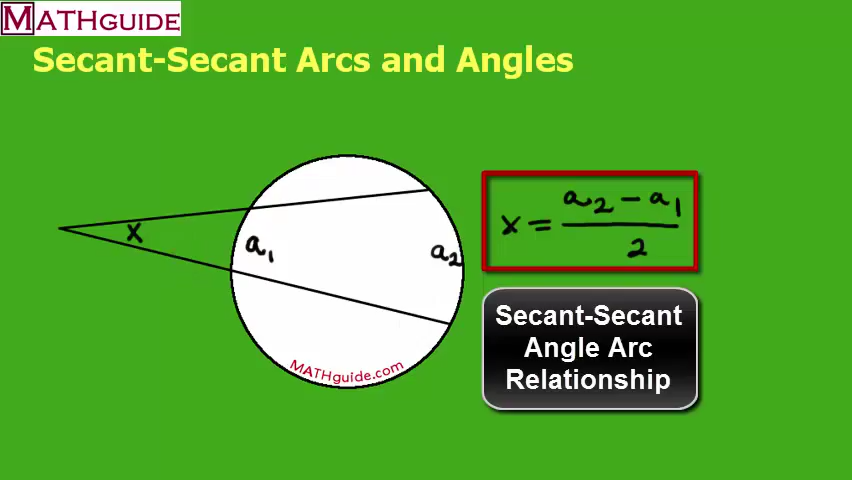 MATHGUIDE
Secant-Secant Arcs and Angles
x
a₁
a₂
x = (a₂ - a₁)/2
Secant-Secant
Angle Arc
Relationship
MATHguide.com